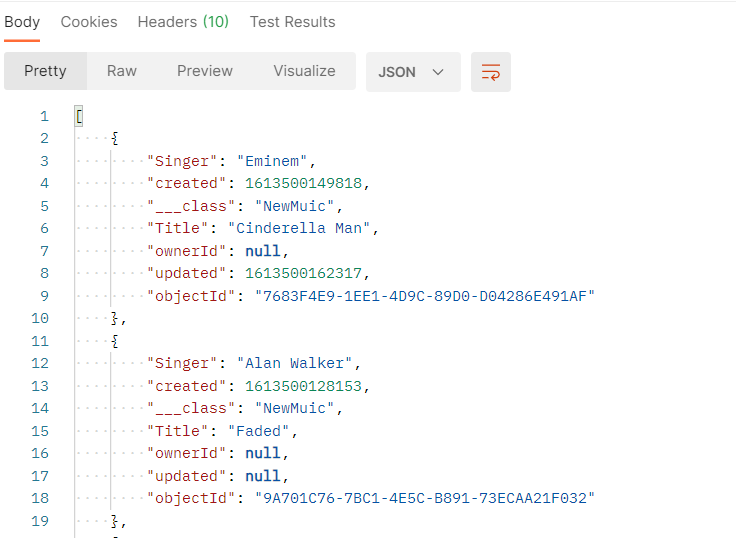 Body Cookies Headers (10) Test Results
Pretty Raw Preview Visualize JSON
1 [
2 {
3 "Singer": "Eminem",
4 "created": 1613500149818,
5 "___class": "NewMuic",
6 "Title": "Cinderella Man",
7 "ownerId": null,
8 "updated": 1613500162317,
9 "objectId": "7683F4E9-1EE1-4D9C-89D0-D04286E491AF"
10 },
11 {
12 "Singer": "Alan Walker",
13 "created": 1613500128153,
14 "___class": "NewMuic",
15 "Title": "Faded",
16 "ownerId": null,
17 "updated": null,
18 "objectId": "9A701C76-7BC1-4E5C-B891-73ECAA21F032"
19 },